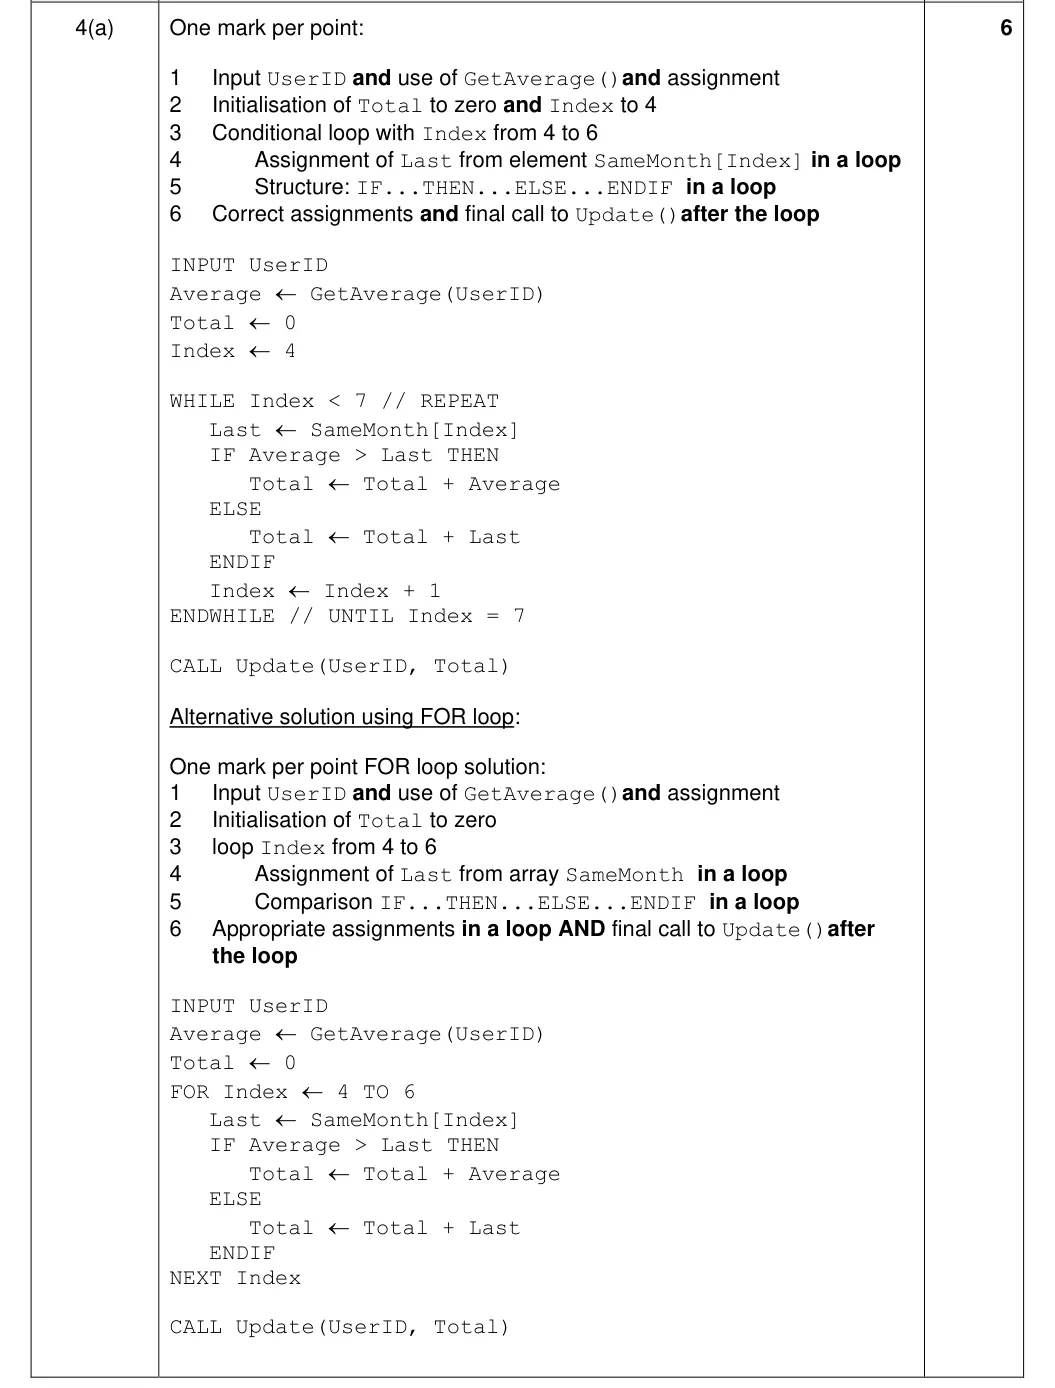 4(a) One mark per point: 6
1 Input UserID and use of GetAverage()and assignment
2 Initialisation of Total to zero and Index to 4
3 Conditional loop with Index from 4 to 6
4 Assignment of Last from element SameMonth[Index] in a loop
5 Structure: IF...THEN...ELSE...ENDIF in a loop
6 Correct assignments and final call to Update()after the loop
INPUT UserID
Average ← GetAverage(UserID)
Total ← 0
Index ← 4
WHILE Index < 7 // REPEAT
Last ← SameMonth[Index]
IF Average > Last THEN
Total ← Total + Average
ELSE
Total ← Total + Last
ENDIF
Index ← Index + 1
ENDWHILE // UNTIL Index = 7
CALL Update(UserID, Total)
Alternative solution using FOR loop:
One mark per point FOR loop solution:
1 Input UserID and use of GetAverage()and assignment
2 Initialisation of Total to zero
3 loop Index from 4 to 6
4 Assignment of Last from array SameMonth in a loop
5 Comparison IF...THEN...ELSE...ENDIF in a loop
6 Appropriate assignments in a loop AND final call to Update()after
the loop
INPUT UserID
Average ← GetAverage(UserID)
Total ← 0
FOR Index ← 4 TO 6
Last ← SameMonth[Index]
IF Average > Last THEN
Total ← Total + Average
ELSE
Total ← Total + Last
ENDIF
NEXT Index
CALL Update(UserID, Total)